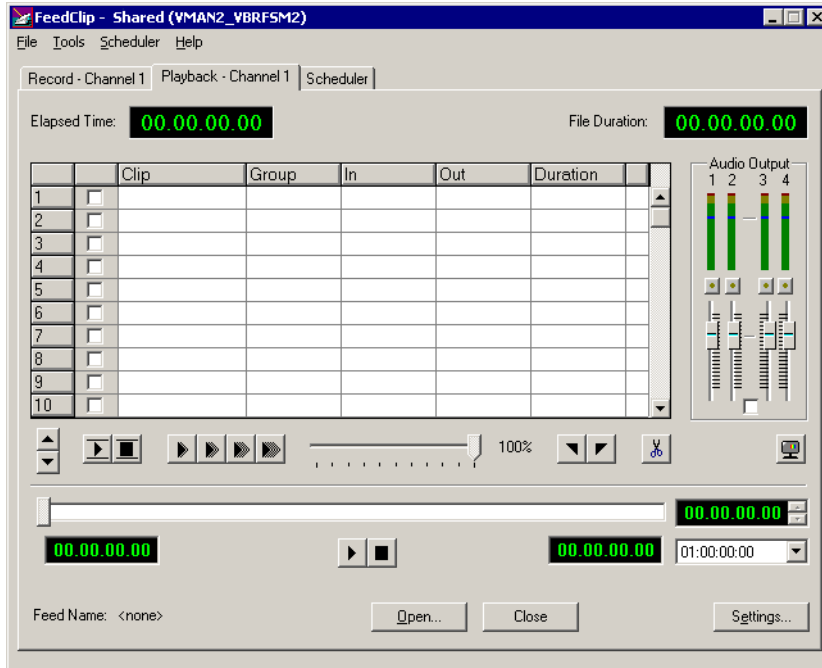 FeedClip - Shared (VMAN2_VBRFSM2)
File Tools Scheduler Help
Record - Channel 1 Playback - Channel 1 Scheduler
Elapsed Time: 00.00.00.00 File Duration: 00.00.00.00
Clip Group In Out Duration
Audio Output
1 2 3 4
1
2
3
4
5
6
7
8
9
10
100%
00.00.00.00
00.00.00.00 00.00.00.00 01:00:00:00
Feed Name: <none> Open... Close Settings...